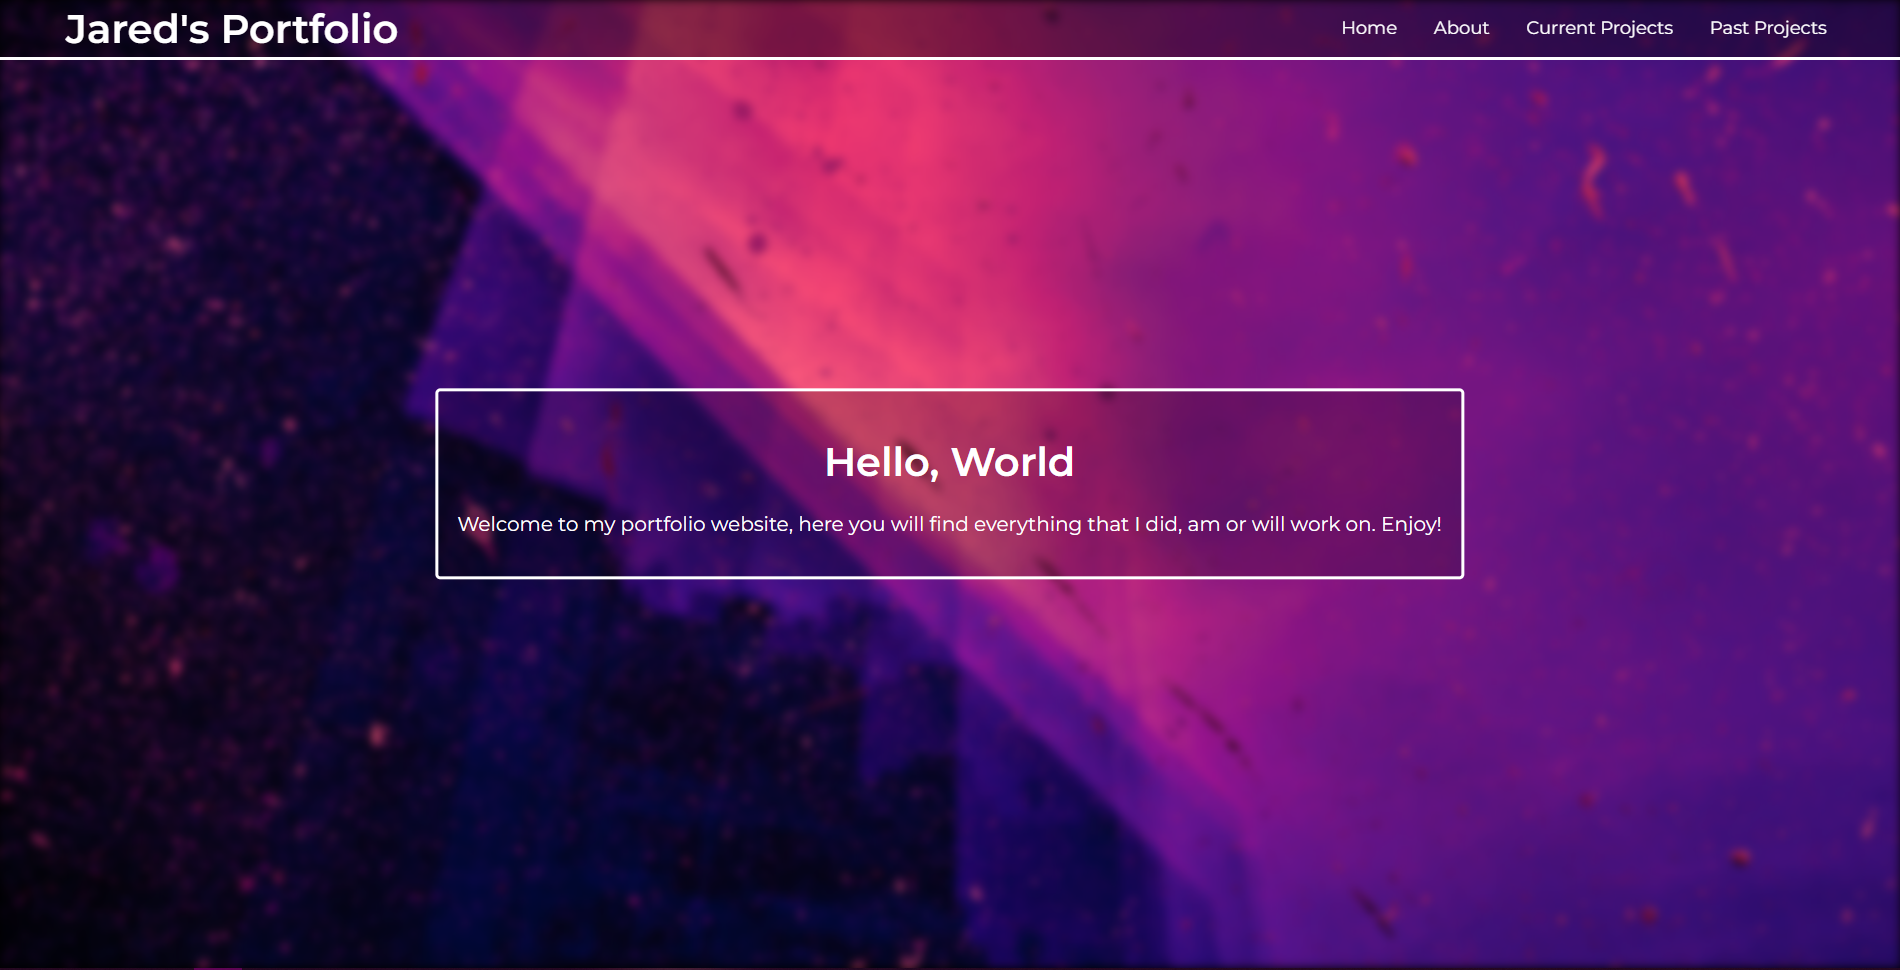 Jared's Portfolio
Home About Current Projects Past Projects
Hello, World
Welcome to my portfolio website, here you will find everything that I did, am or will work on. Enjoy!